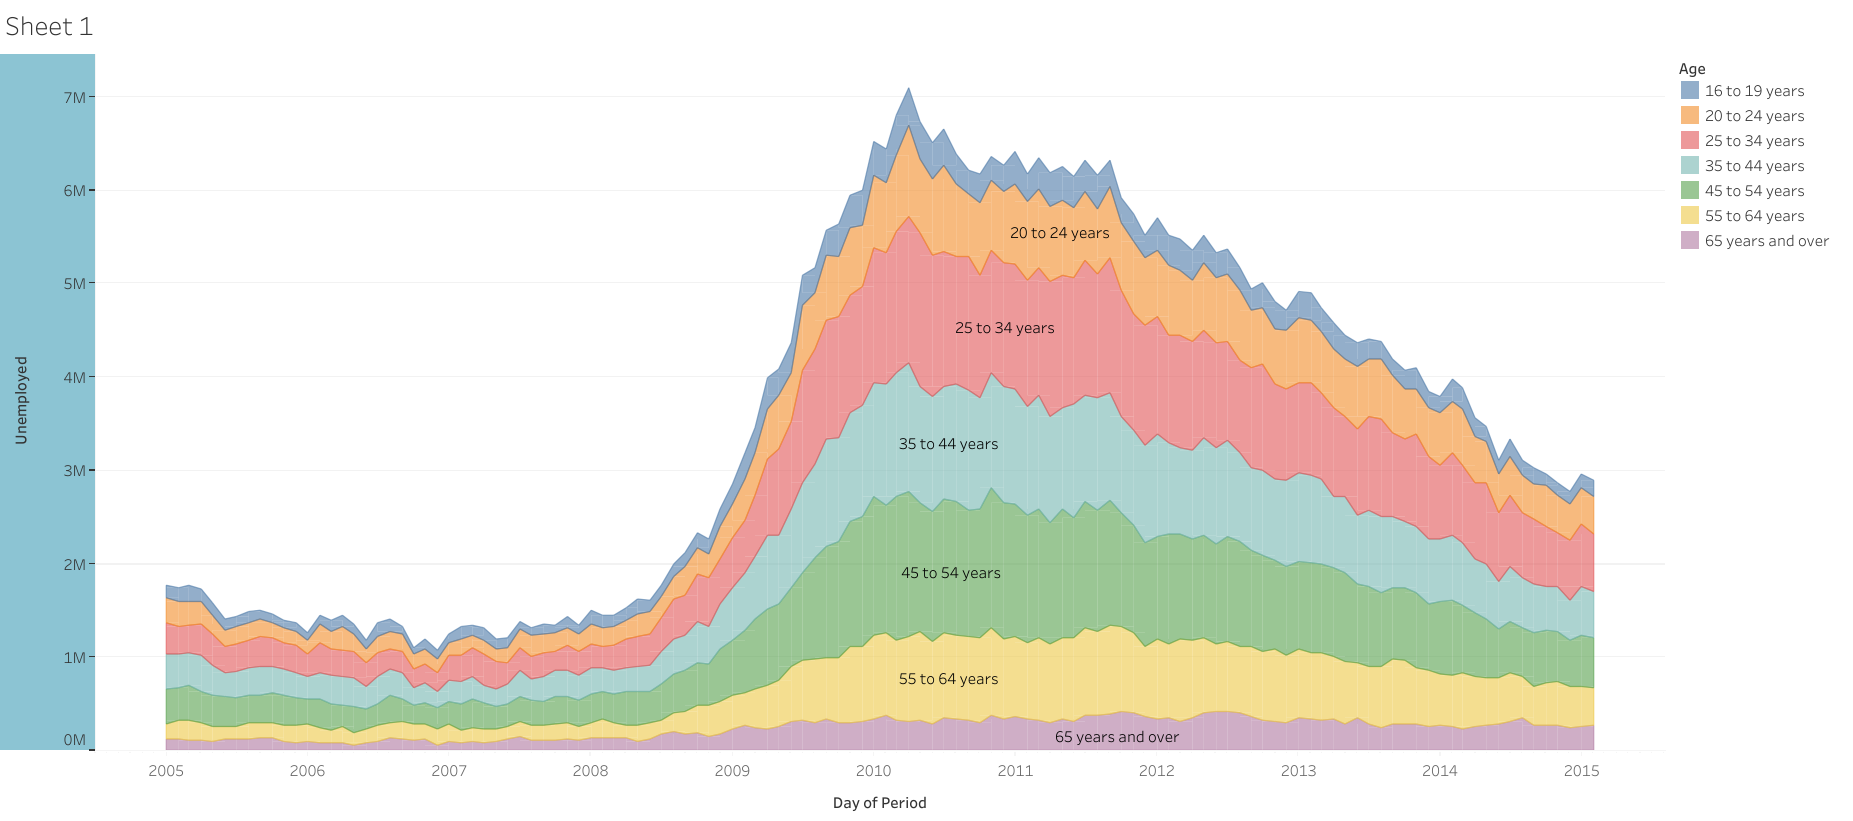 Sheet 1
Age
16 to 19 years
20 to 24 years
25 to 34 years
35 to 44 years
45 to 54 years
55 to 64 years
65 years and over
Unemployed
7M
6M
5M
4M
3M
2M
1M
0M
20 to 24 years
25 to 34 years
35 to 44 years
45 to 54 years
55 to 64 years
65 years and over
2005 2006 2007 2008 2009 2010 2011 2012 2013 2014 2015
Day of Period